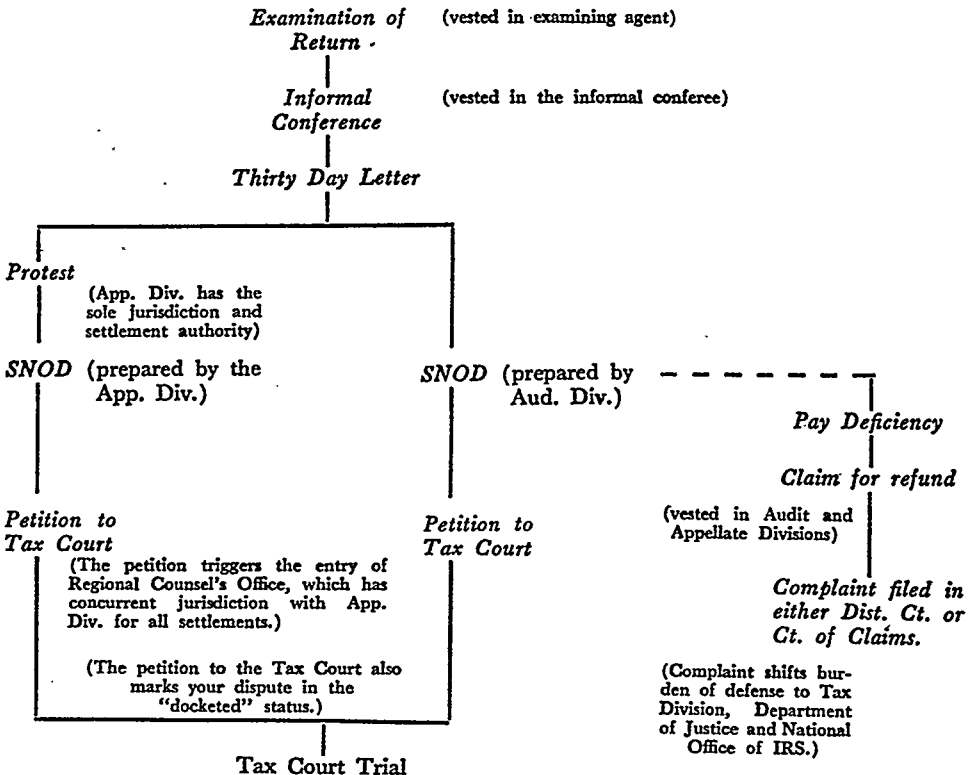 Examination of
Return
(vested in examining agent)
Informal
Conference
(vested in the informal conferee)
Thirty Day Letter
Protest
(App. Div. has the
sole jurisdiction and
settlement authority)
SNOD (prepared by the
App. Div.)
SNOD (prepared by
Aud. Div.)
Pay Deficiency
Claim for refund
(vested in Audit and
Appellate Divisions)
Complaint filed in
either Dist. Ct. or
Ct. of Claims.
(Complaint shifts bur-
den of defense to Tax
Division, Department
of Justice and National
Office of IRS.)
Petition to
Tax Court
Petition to
Tax Court
(The petition triggers the entry of
Regional Counsel's Office, which has
concurrent jurisdiction with App.
Div. for all settlements.)
(The petition to the Tax Court also
marks your dispute in the
"docketed" status.)
Tax Court Trial